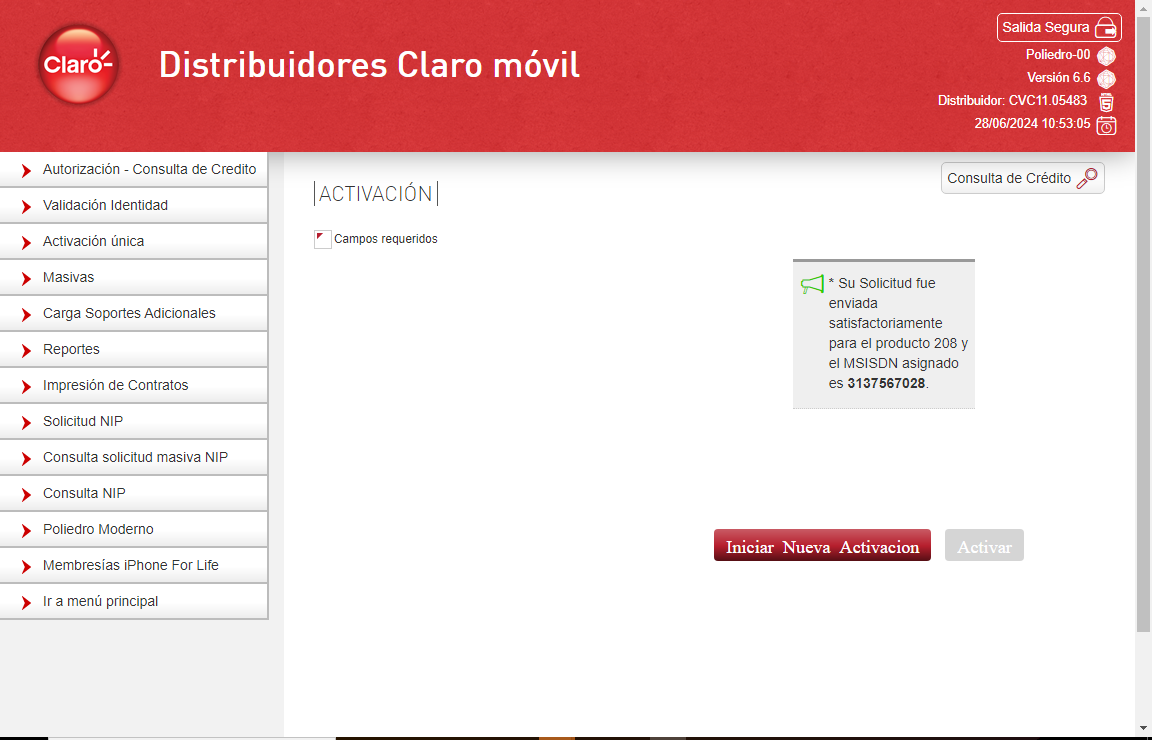 Claro
Distribuidores Claro móvil
Salida Segura
Poliedro-00
Versión 6.6
Distribuidor: CVC11.05483
28/06/2024 10:53:05
Autorización - Consulta de Credito
Validación Identidad
Activación única
Masivas
Carga Soportes Adicionales
Reportes
Impresión de Contratos
Solicitud NIP
Consulta solicitud masiva NIP
Consulta NIP
Poliedro Moderno
Membresías iPhone For Life
Ir a menú principal
Consulta de Crédito
|ACTIVACIÓN|
Campos requeridos
* Su Solicitud fue
enviada
satisfactoriamente
para el producto 208 y
el MSISDN asignado
es 3137567028.
Iniciar Nueva Activacion
Activar